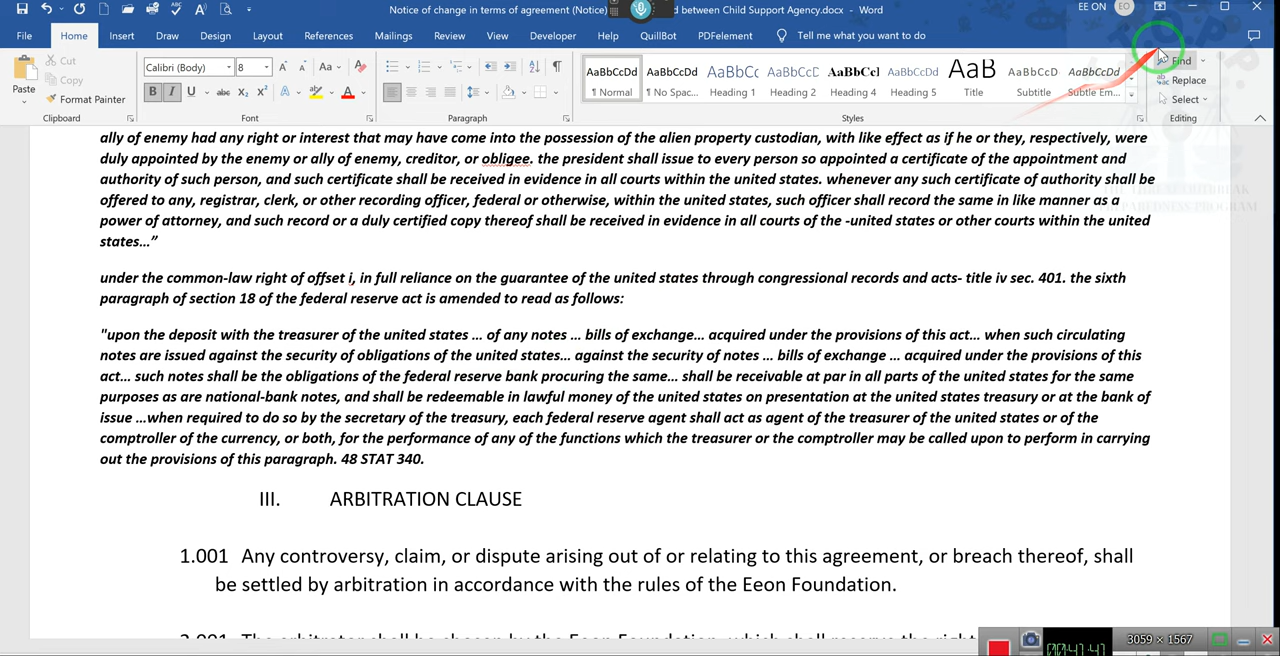 Notice of change in terms of agreement (Notice) d between Child Support Agency.docx - Word
EE ON EO
File Home Insert Draw Design Layout References Mailings Review View Developer Help QuillBot PDFelement Tell me what you want to do
Paste
Cut
Copy
Format Painter
Clipboard
Calibri (Body) 8
Font
Paragraph
AaBbCcDd AaBbCcDd AaBbCc AaBbCcD AaBbCcl AaBbCcDd AaB AaBbCcDd AaBbCcDd
¶ Normal ¶ No Spac... Heading 1 Heading 2 Heading 4 Heading 5 Title Subtitle Subtle Em...
Styles
Find
Replace
Select
Editing
ally of enemy had any right or interest that may have come into the possession of the alien property custodian, with like effect as if he or they, respectively, were
duly appointed by the enemy or ally of enemy, creditor, or obligee. the president shall issue to every person so appointed a certificate of the appointment and
authority of such person, and such certificate shall be received in evidence in all courts within the united states. whenever any such certificate of authority shall be
offered to any, registrar, clerk, or other recording officer, federal or otherwise, within the united states, such officer shall record the same in like manner as a
power of attorney, and such record or a duly certified copy thereof shall be received in evidence in all courts of the -united states or other courts within the united
states…”
under the common-law right of offset i, in full reliance on the guarantee of the united states through congressional records and acts- title iv sec. 401. the sixth
paragraph of section 18 of the federal reserve act is amended to read as follows:
"upon the deposit with the treasurer of the united states … of any notes … bills of exchange… acquired under the provisions of this act… when such circulating
notes are issued against the security of obligations of the united states… against the security of notes … bills of exchange … acquired under the provisions of this
act… such notes shall be the obligations of the federal reserve bank procuring the same… shall be receivable at par in all parts of the united states for the same
purposes as are national-bank notes, and shall be redeemable in lawful money of the united states on presentation at the united states treasury or at the bank of
issue …when required to do so by the secretary of the treasury, each federal reserve agent shall act as agent of the treasurer of the united states or of the
comptroller of the currency, or both, for the performance of any of the functions which the treasurer or the comptroller may be called upon to perform in carrying
out the provisions of this paragraph. 48 STAT 340.
III. ARBITRATION CLAUSE
1.001 Any controversy, claim, or dispute arising out of or relating to this agreement, or breach thereof, shall
be settled by arbitration in accordance with the rules of the Eeon Foundation.
3059 × 1567